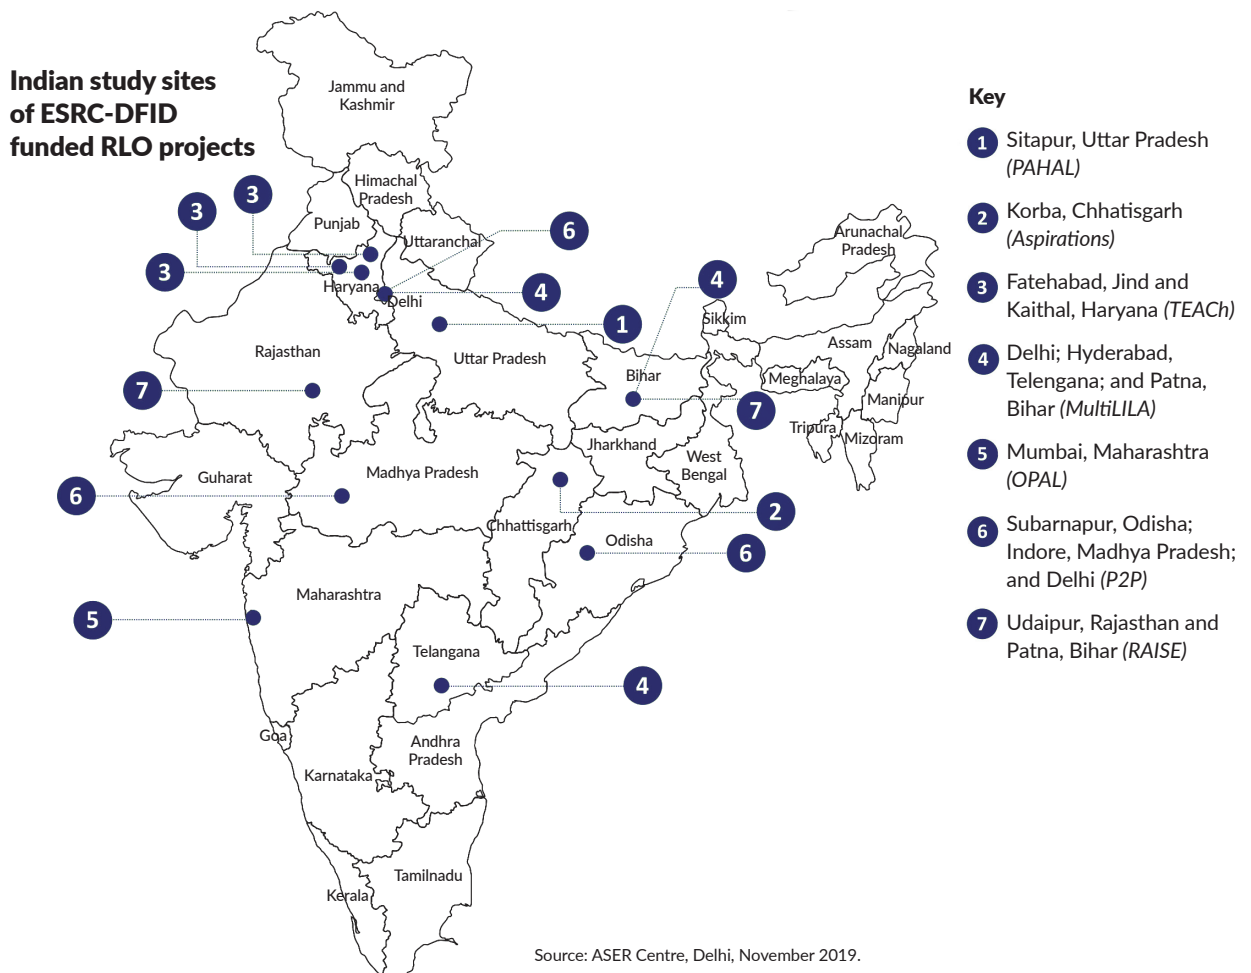 Indian study sites
of ESRC-DFID
funded RLO projects
Jammu and
Kashmir
Himachal
Pradesh
3
3
Punjab
Uttaranchal
6
3
Haryana
Delhi
4
4
1
Sikkim
Arunachal
Pradesh
Assam
Nagaland
Rajasthan
Uttar Pradesh
Bihar
Meghalaya
7
7
Manipur
Tripura
Mizoram
Jharkhand
West
Bengal
Guharat
Madhya Pradesh
6
2
Chhattisgarh
Odisha
6
Maharashtra
5
Telangana
4
Goa
Andhra
Pradesh
Karnataka
Tamilnadu
Kerala
Key
1 Sitapur, Uttar Pradesh
(PAHAL)
2 Korba, Chhatisgarh
(Aspirations)
3 Fatehabad, Jind and
Kaithal, Haryana (TEACh)
4 Delhi; Hyderabad,
Telengana; and Patna,
Bihar (MultiLILA)
5 Mumbai, Maharashtra
(OPAL)
6 Subarnapur, Odisha;
Indore, Madhya Pradesh;
and Delhi (P2P)
7 Udaipur, Rajasthan and
Patna, Bihar (RAISE)
Source: ASER Centre, Delhi, November 2019.